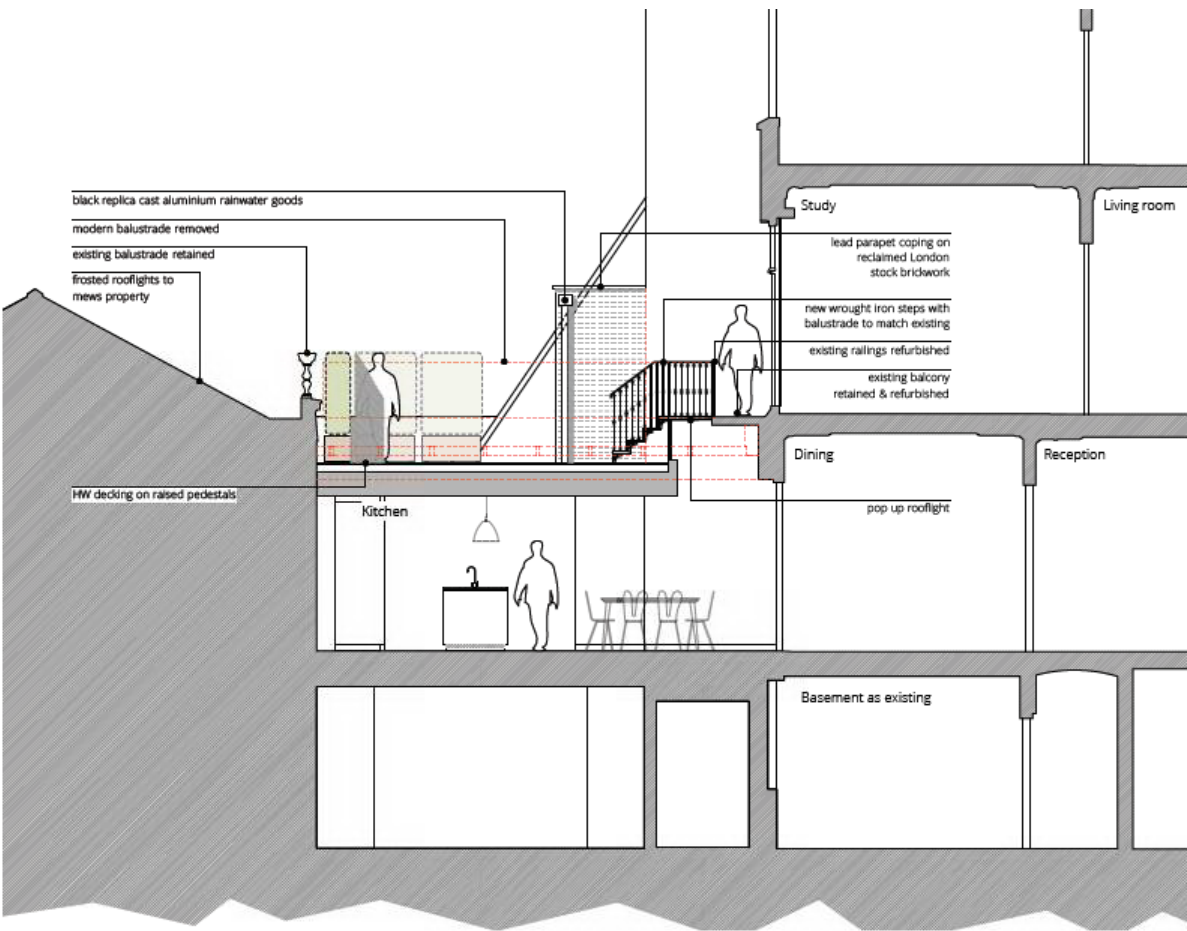 black replica cast aluminium rainwater goods
modern balustrade removed
existing balustrade retained
frosted rooflights to
mews property
HW decking on raised pedestals
Study
Living room
lead parapet coping on
reclaimed London
stock brickwork
new wrought iron steps with
balustrade to match existing
existing railings refurbished
existing balcony
retained & refurbished
Dining
Reception
pop up rooflight
Kitchen
Basement as existing